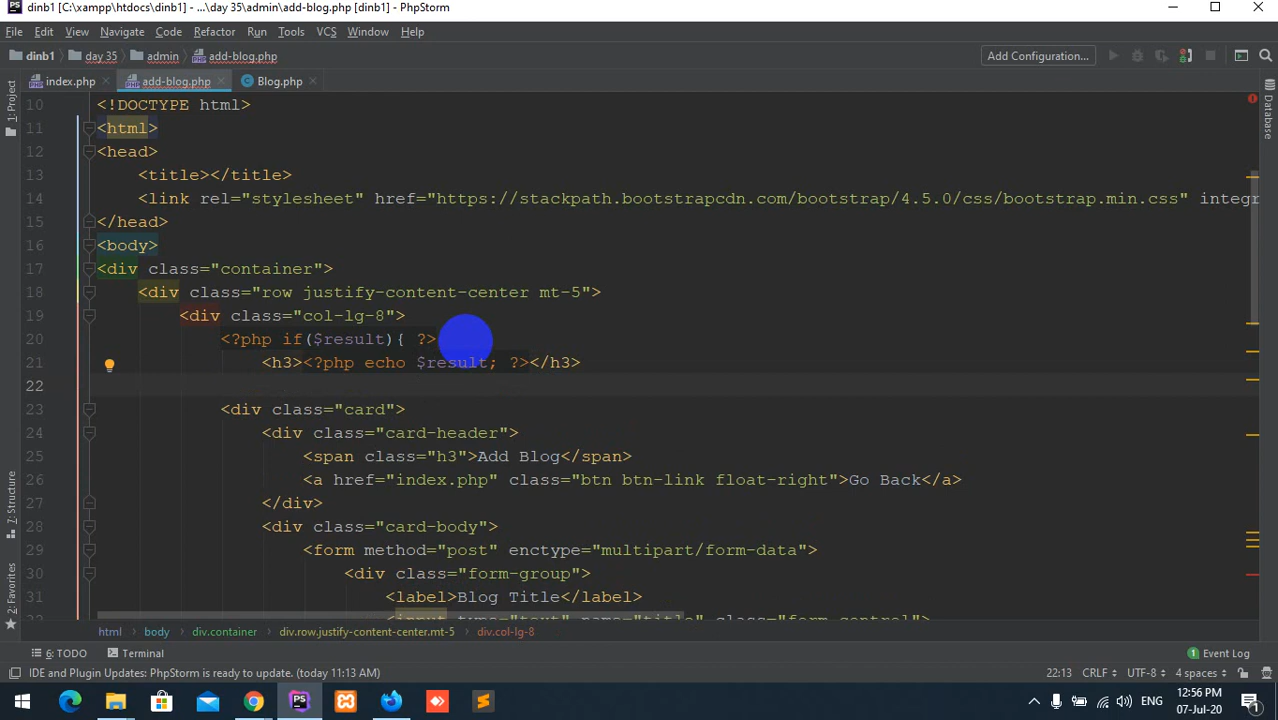 dinb1 [C:\xampp\htdocs\dinb1] - ...\day 35\admin\add-blog.php [dinb1] - PhpStorm
File Edit View Navigate Code Refactor Run Tools VCS Window Help
dinb1 day 35 admin add-blog.php Add Configuration...
index.php add-blog.php Blog.php
1: Project
Database
7: Structure
2: Favorites
10 <!DOCTYPE html>
11 <html>
12 <head>
13 <title></title>
14 <link rel="stylesheet" href="https://stackpath.bootstrapcdn.com/bootstrap/4.5.0/css/bootstrap.min.css" integr
15 </head>
16 <body>
17 <div class="container">
18 <div class="row justify-content-center mt-5">
19 <div class="col-lg-8">
20 <?php if($result){ ?>
21 <h3><?php echo $result; ?></h3>
22
23 <div class="card">
24 <div class="card-header">
25 <span class="h3">Add Blog</span>
26 <a href="index.php" class="btn btn-link float-right">Go Back</a>
27 </div>
28 <div class="card-body">
29 <form method="post" enctype="multipart/form-data">
30 <div class="form-group">
31 <label>Blog Title</label>
html body div.container div.row.justify-content-center.mt-5 div.col-lg-8
6: TODO Terminal 1 Event Log
IDE and Plugin Updates: PhpStorm is ready to update. (today 11:13 AM) 22:13 CRLF UTF-8 4 spaces
ENG 12:56 PM
07-Jul-20